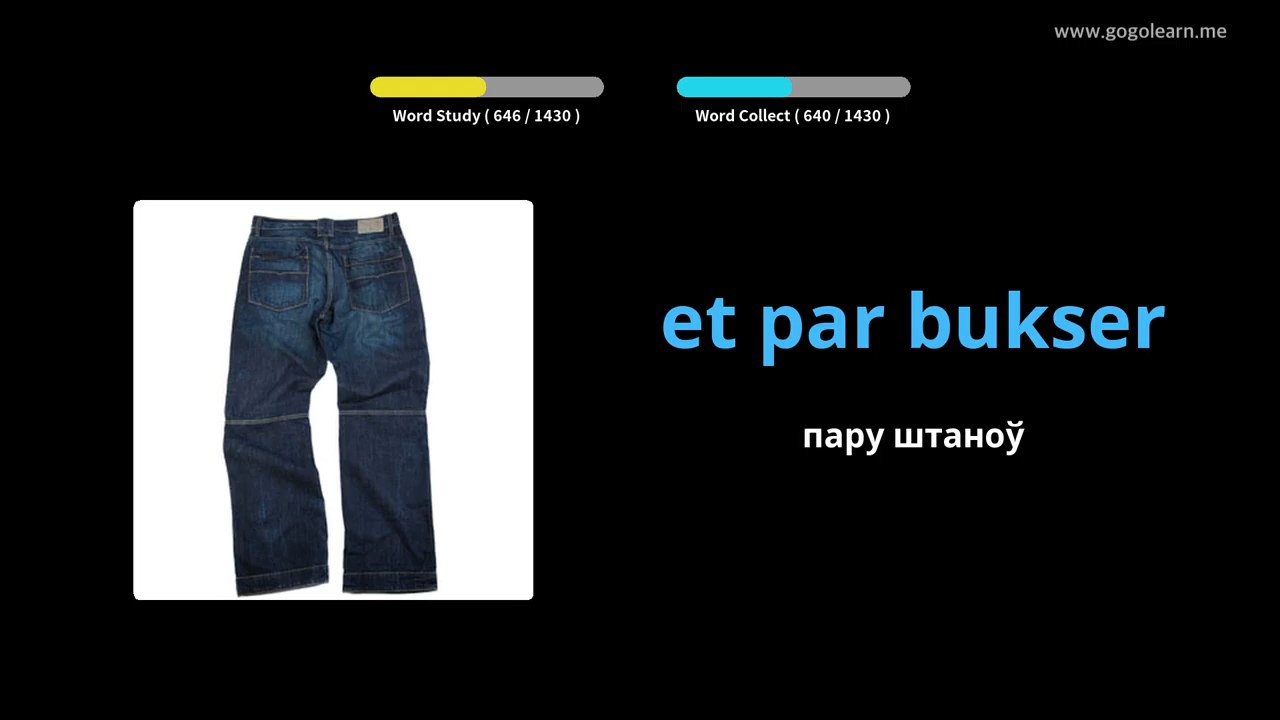 www.gogolearn.me
Word Study ( 646 / 1430 )
Word Collect ( 640 / 1430 )
et par bukser
пару штаноў